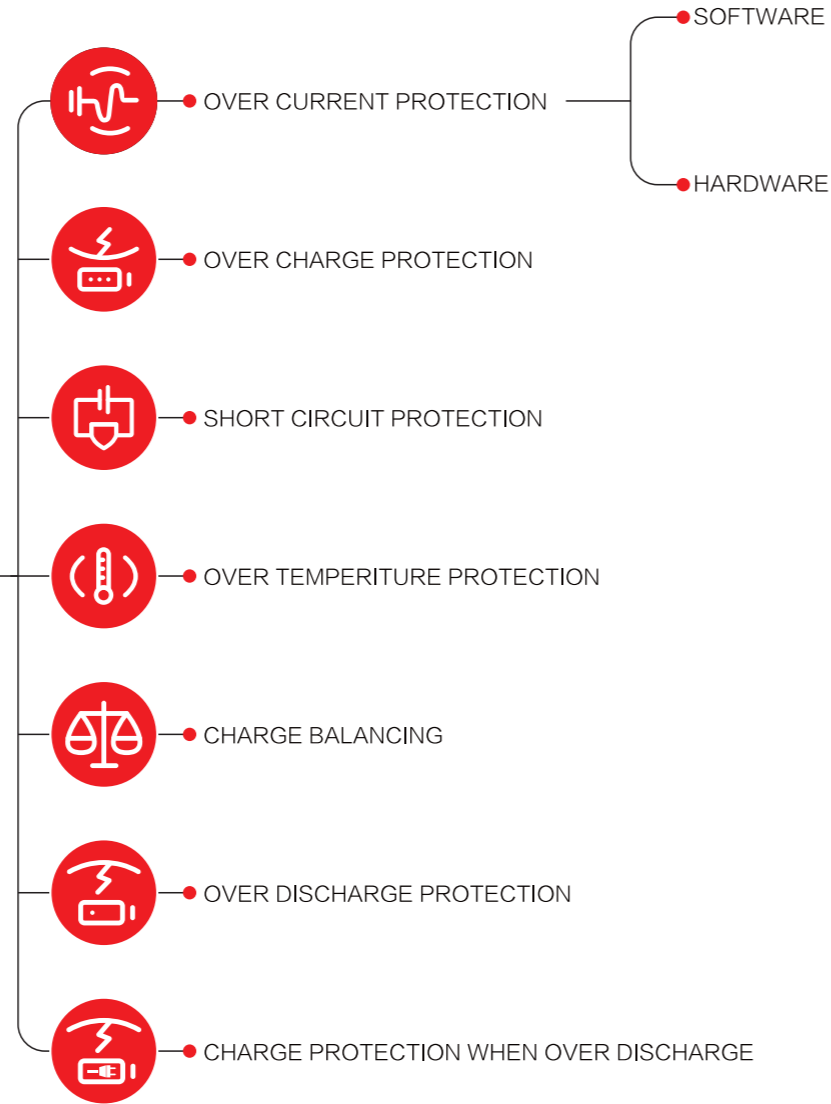 SOFTWARE
OVER CURRENT PROTECTION
HARDWARE
OVER CHARGE PROTECTION
SHORT CIRCUIT PROTECTION
OVER TEMPERITURE PROTECTION
CHARGE BALANCING
OVER DISCHARGE PROTECTION
CHARGE PROTECTION WHEN OVER DISCHARGE